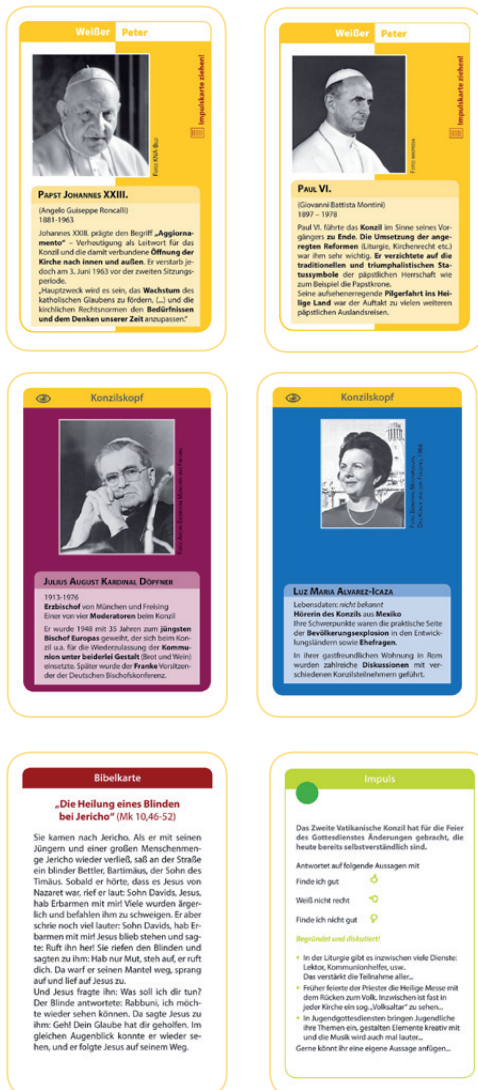 Weißer Peter
Impulskarte ziehen!
Foto: KNA-Bild
PAPST JOHANNES XXIII.
(Angelo Guiseppe Roncalli)
1881-1963
Johannes XXIII. prägte den Begriff „Aggiorna-
mento“ – Verheutigung als Leitwort für das
Konzil und die damit verbundene Öffnung der
Kirche nach innen und außen. Er verstarb je-
doch am 3. Juni 1963 vor der zweiten Sitzungs-
periode.
„Hauptzweck wird es sein, das Wachstum des
katholischen Glaubens zu fördern, (...) und die
kirchlichen Rechtsnormen den Bedürfnissen
und dem Denken unserer Zeit anzupassen.“
Weißer Peter
Impulskarte ziehen!
PAUL VI.
(Giovanni Battista Montini)
1897 – 1978
Paul VI. führte das Konzil im Sinne seines Vor-
gängers zu Ende. Die Umsetzung der ange-
regten Reformen (Liturgie, Kirchenrecht etc.)
war ihm sehr wichtig. Er verzichtete auf die
traditionellen und triumphalistischen Sta-
tussymbole der päpstlichen Herrschaft wie
zum Beispiel die Papstkrone.
Seine aufsehenerregende Pilgerfahrt ins Hei-
lige Land war der Auftakt zu vielen weiteren
päpstlichen Auslandsreisen.
Konzilskopf
JULIUS AUGUST KARDINAL DÖPFNER
1913-1976
Erzbischof von München und Freising
Einer von vier Moderatoren beim Konzil
Er wurde 1948 mit 35 Jahren zum jüngsten
Bischof Europas geweiht, der sich beim Kon-
zil u.a. für die Wiederzulassung der Kommu-
nion unter beiderlei Gestalt (Brot und Wein)
einsetzte. Später wurde der Franke Vorsitzen-
der der Deutschen Bischofskonferenz.
Konzilskopf
LUZ MARIA ALVAREZ-ICAZA
Lebensdaten: nicht bekannt
Hörerin des Konzils aus Mexiko
Ihre Schwerpunkte waren die praktische Seite
der Bevölkerungsexplosion in den Entwick-
lungsländern sowie Ehefragen.
In ihrer gastfreundlichen Wohnung in Rom
wurden zahlreiche Diskussionen mit ver-
schiedenen Konzilsteilnehmern geführt.
Bibelkarte
„Die Heilung eines Blinden
bei Jericho“ (Mk 10,46-52)
Sie kamen nach Jericho. Als er mit seinen
Jüngern und einer großen Menschenmen-
ge Jericho wieder verließ, saß an der Straße
ein blinder Bettler, Bartimäus, der Sohn des
Timäus. Sobald er hörte, dass es Jesus von
Nazaret war, rief er laut: Sohn Davids, Jesus,
hab Erbarmen mit mir! Viele wurden ärger-
lich und befahlen ihm zu schweigen. Er aber
schrie noch viel lauter: Sohn Davids, hab Er-
barmen mit mir! Jesus blieb stehen und sag-
te: Ruft ihn her! Sie riefen den Blinden und
sagten zu ihm: Hab nur Mut, steh auf, er ruft
dich. Da warf er seinen Mantel weg, sprang
auf und lief auf Jesus zu.
Und Jesus fragte ihn: Was soll ich dir tun?
Der Blinde antwortete: Rabbuni, ich möch-
te wieder sehen können. Da sagte Jesus zu
ihm: Geh! Dein Glaube hat dir geholfen. Im
gleichen Augenblick konnte er wieder se-
hen, und er folgte Jesus auf seinem Weg.
Impuls
Das Zweite Vatikanische Konzil hat für die Feier
des Gottesdienstes Änderungen gebracht, die
heute bereits selbstverständlich sind.
Antwortet auf folgende Aussagen mit
Finde ich gut
Weiß nicht recht
Finde ich nicht gut
Begründet und diskutiert!
• In der Liturgie gibt es inzwischen viele Dienste:
Lektor, Kommunionhelfer, usw..
Das verstärkt die Teilnahme aller...
• Früher feierte der Priester die Heilige Messe mit
dem Rücken zum Volk. Inzwischen ist fast in
jeder Kirche ein sog. „Volksaltar“ zu sehen...
• In Jugendgottesdiensten bringen Jugendliche
ihre Themen ein, gestalten Elemente kreativ mit
und die Musik wird auch mal lauter...
Gerne könnt ihr eine eigene Aussage anfügen...